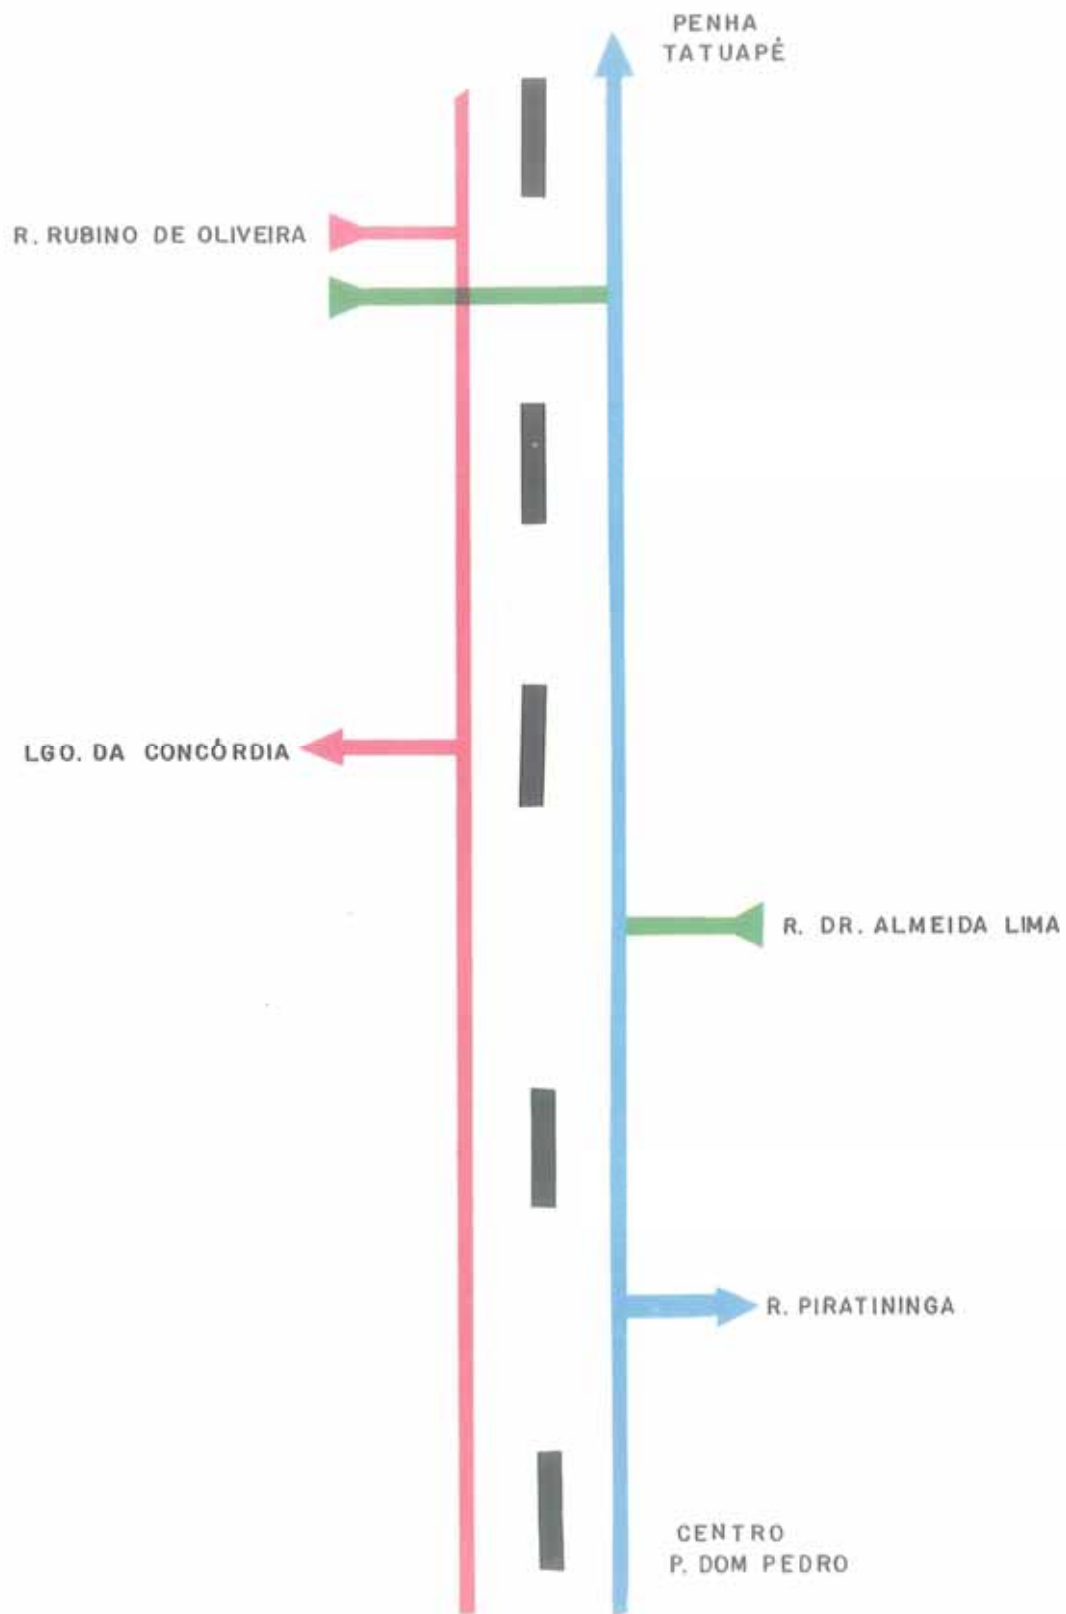 PENHA
TATUAPÉ
R. RUBINO DE OLIVEIRA
LGO. DA CONCÓRDIA
R. DR. ALMEIDA LIMA
R. PIRATININGA
CENTRO
P. DOM PEDRO